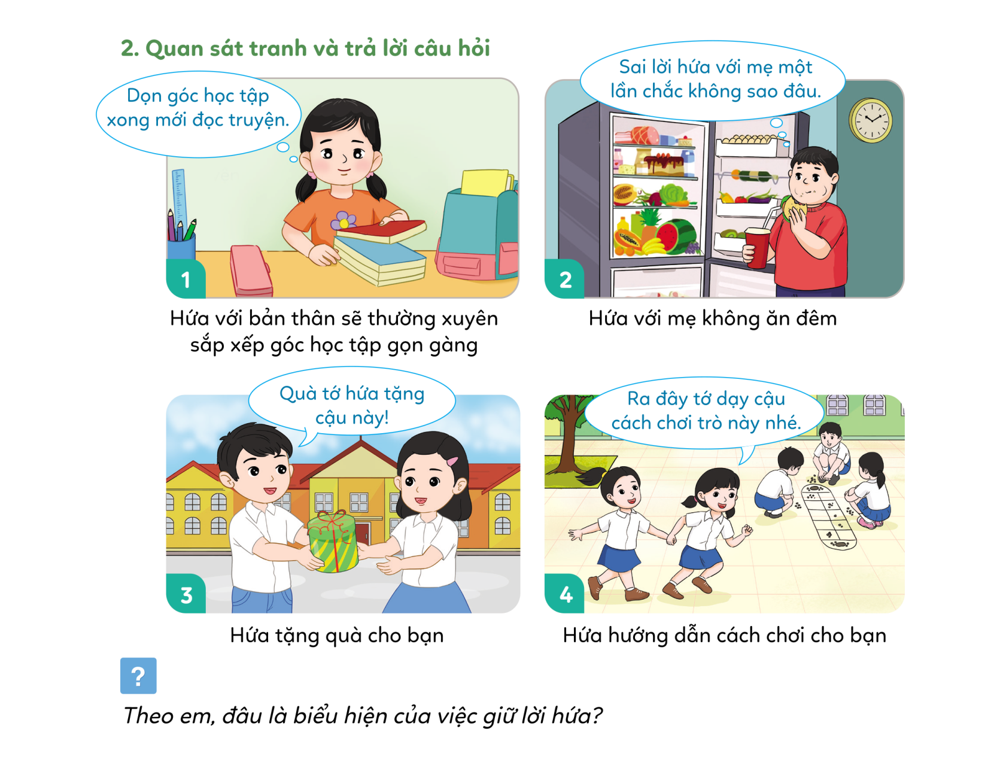 2. Quan sát tranh và trả lời câu hỏi
Dọn góc học tập
xong mới đọc truyện.
1
Hứa với bản thân sẽ thường xuyên
sắp xếp góc học tập gọn gàng
Sai lời hứa với mẹ một
lần chắc không sao đâu.
2
Hứa với mẹ không ăn đêm
Quà tớ hứa tặng
cậu này!
3
Hứa tặng quà cho bạn
Ra đây tớ dạy cậu
cách chơi trò này nhé.
4
Hứa hướng dẫn cách chơi cho bạn
?
Theo em, đâu là biểu hiện của việc giữ lời hứa?